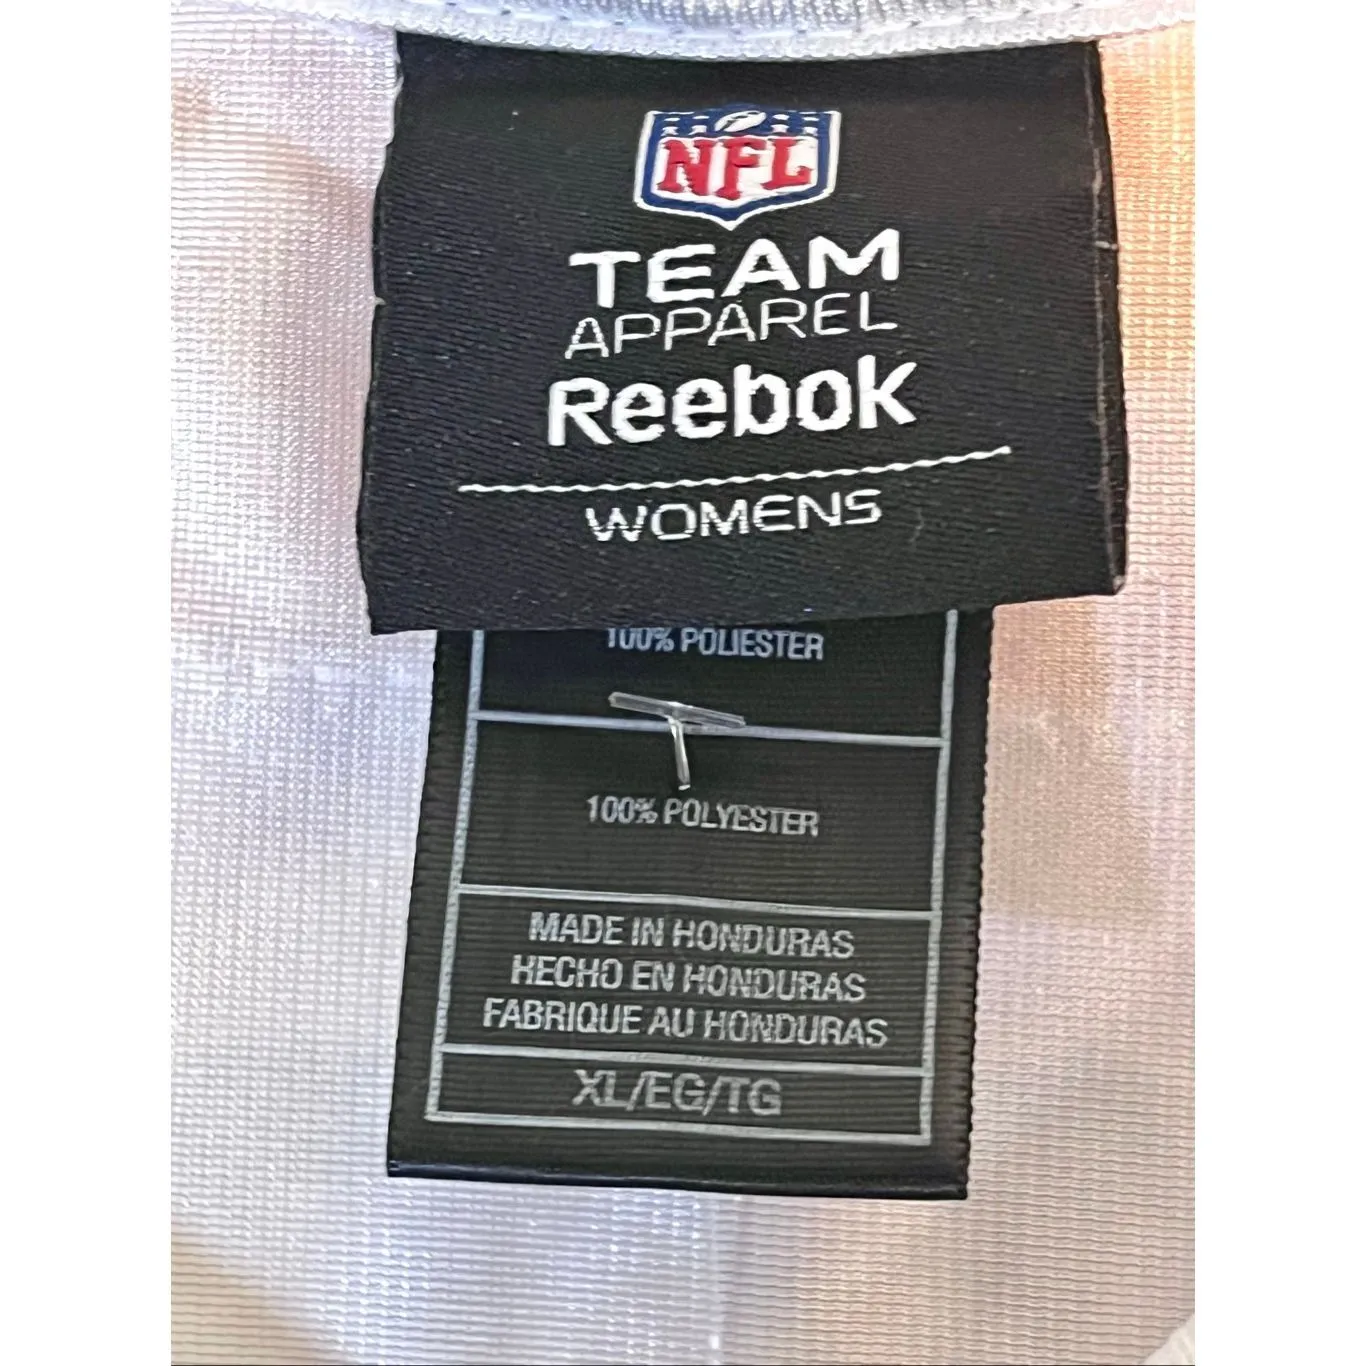 NFL
TEAM
APPAREL
Reebok
WOMENS
100% POLIESTER
100% POLYESTER
MADE IN HONDURAS
HECHO EN HONDURAS
FABRIQUE AU HONDURAS
XL/EG/TG